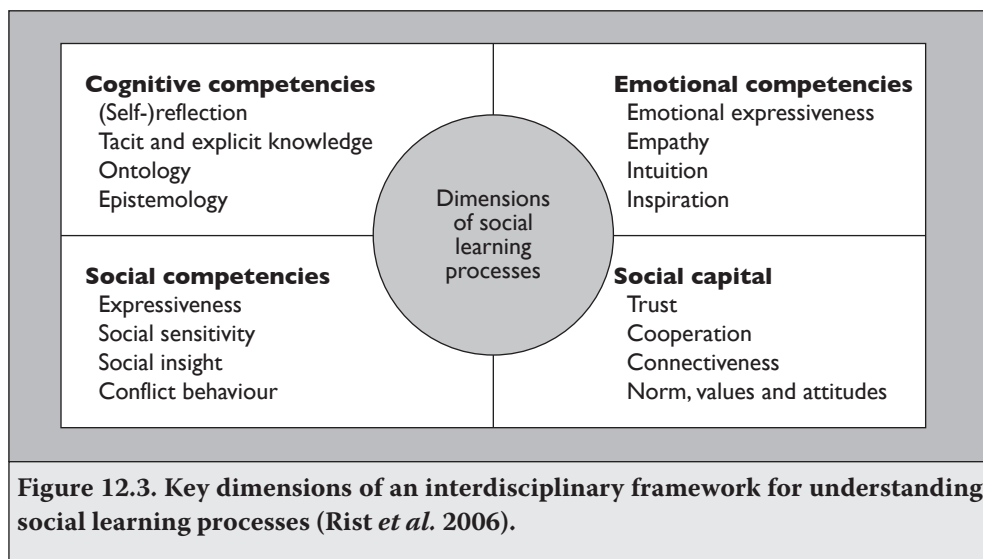 Cognitive competencies
(Self-)reflection
Tacit and explicit knowledge
Ontology
Epistemology
Emotional competencies
Emotional expressiveness
Empathy
Intuition
Inspiration
Dimensions
of social
learning
processes
Social competencies
Expressiveness
Social sensitivity
Social insight
Conflict behaviour
Social capital
Trust
Cooperation
Connectiveness
Norm, values and attitudes
Figure 12.3. Key dimensions of an interdisciplinary framework for understanding
social learning processes (Rist et al. 2006).